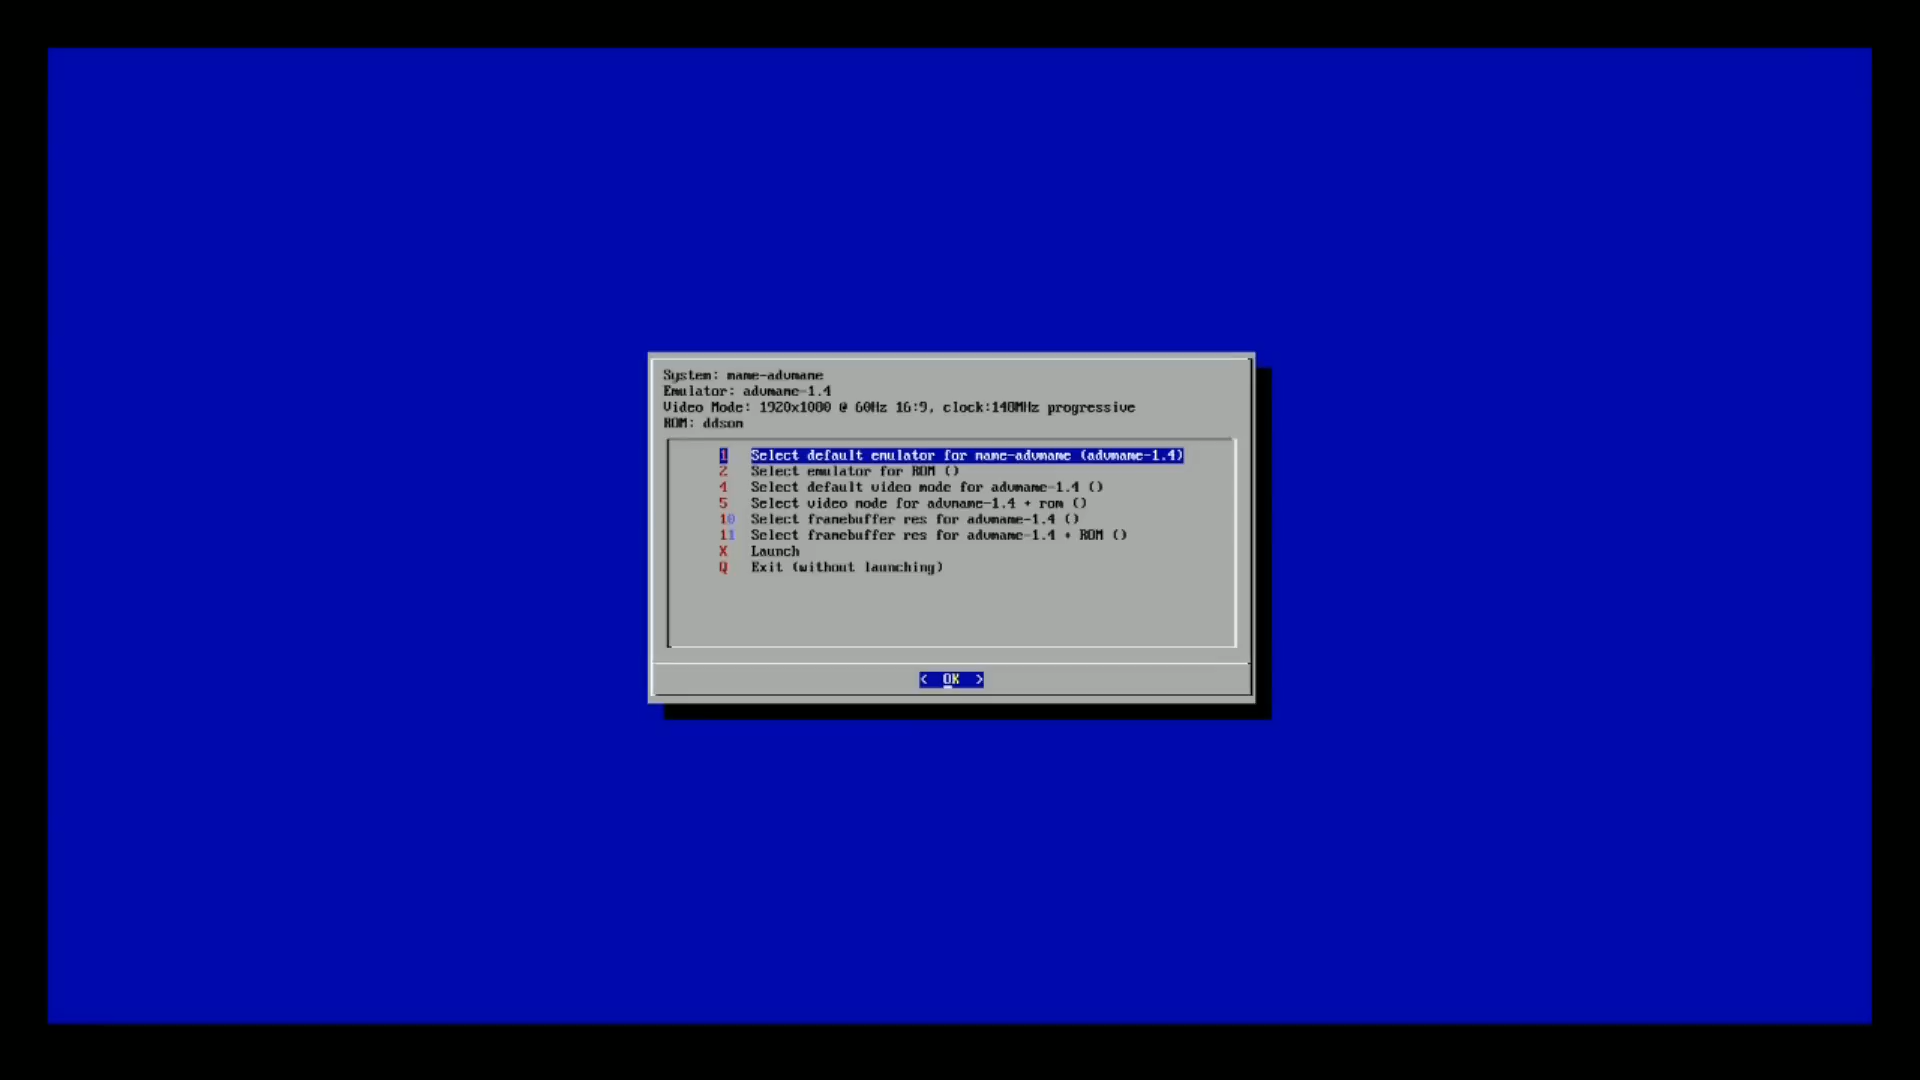 System: mame-advmame
Emulator: advmame-1.4
Video Mode: 1920x1080 @ 60Hz 16:9, clock:148MHz progressive
ROM: ddsom
1 Select default emulator for mame-advmame (advmame-1.4)
2 Select emulator for ROM ()
4 Select default video mode for advmame-1.4 ()
5 Select video mode for advmame-1.4 + rom ()
10 Select framebuffer res for advmame-1.4 ()
11 Select framebuffer res for advmame-1.4 + ROM ()
X Launch
Q Exit (without launching)
< OK >